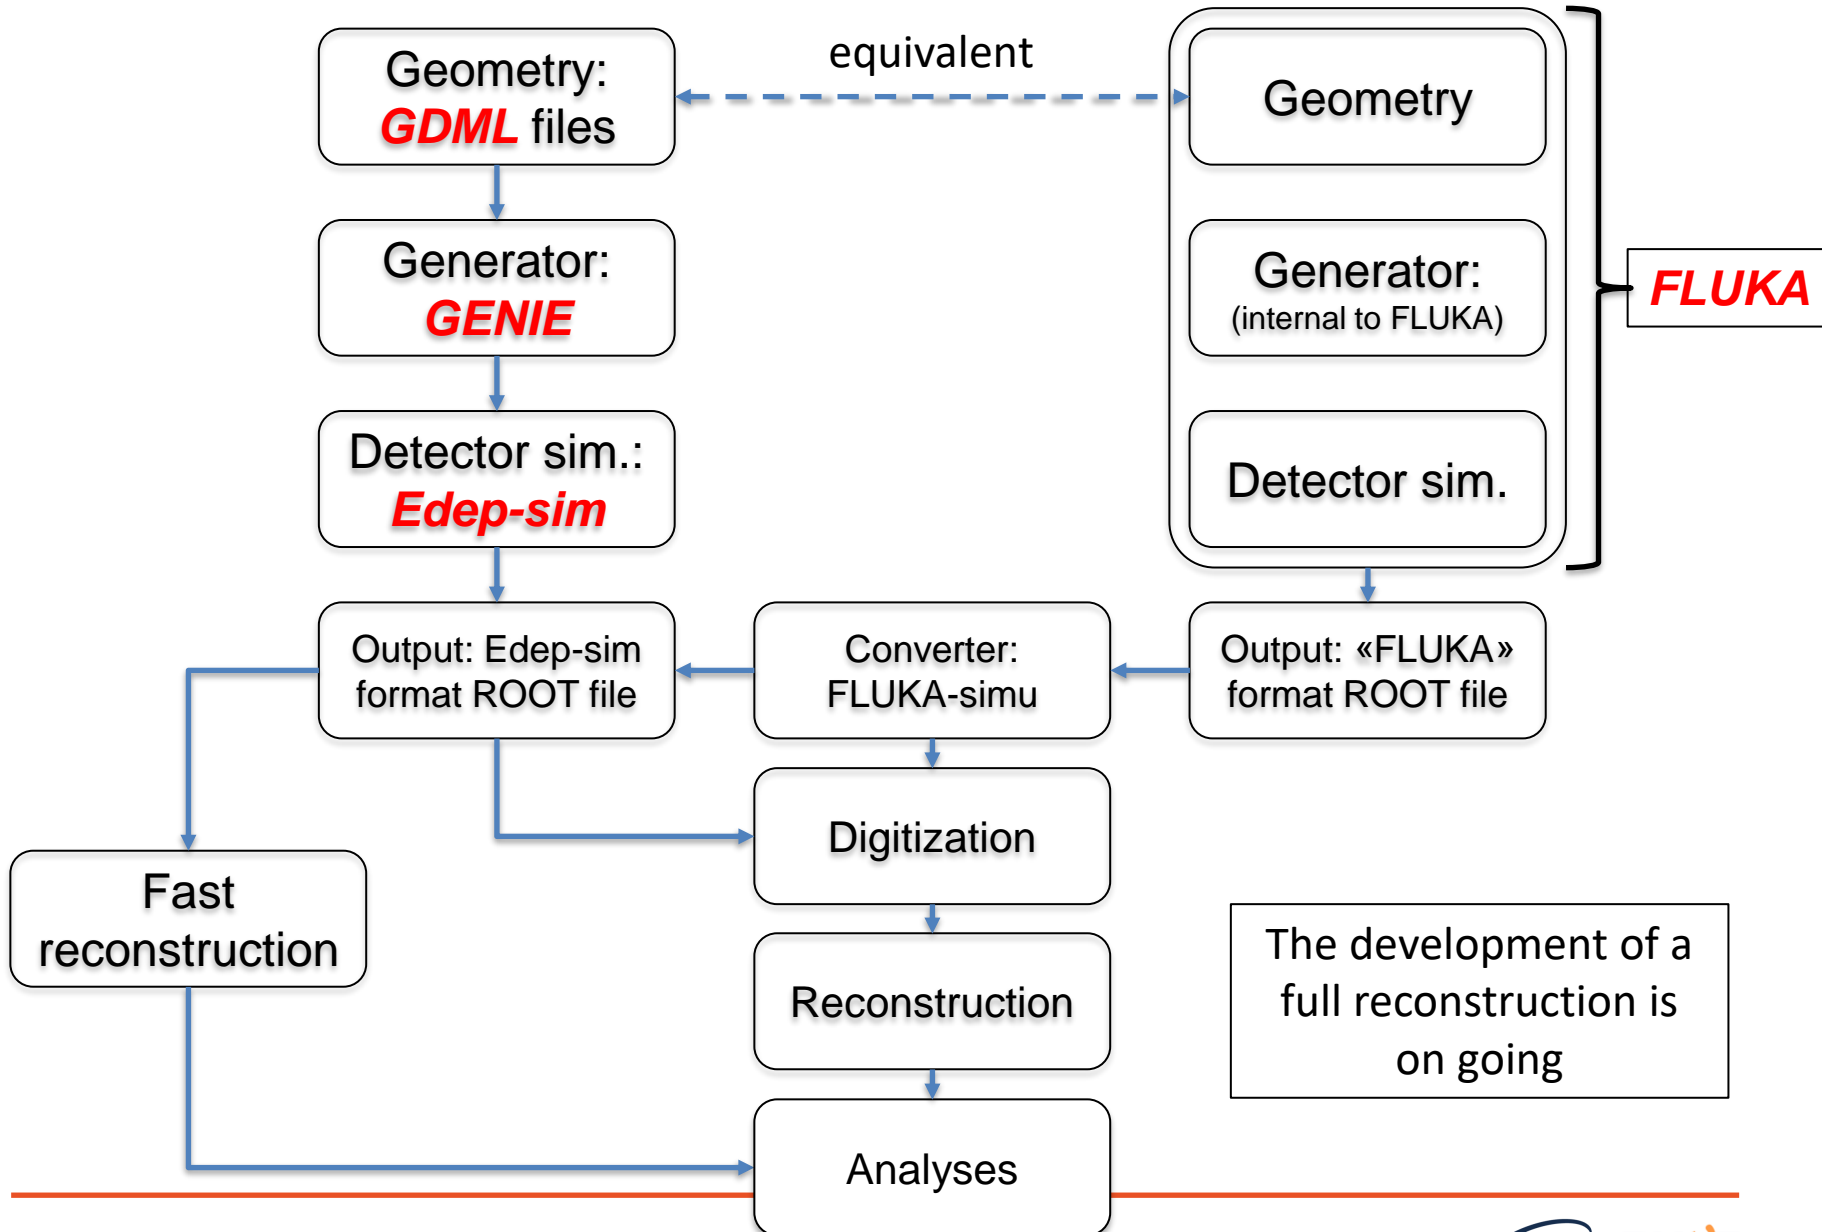 Geometry:
GDML files
equivalent
Geometry
Generator:
GENIE
Generator:
(internal to FLUKA)
FLUKA
Detector sim.:
Edep-sim
Detector sim.
Output: Edep-sim
format ROOT file
Converter:
FLUKA-simu
Output: «FLUKA»
format ROOT file
Digitization
Fast
reconstruction
Reconstruction
The development of a
full reconstruction is
on going
Analyses